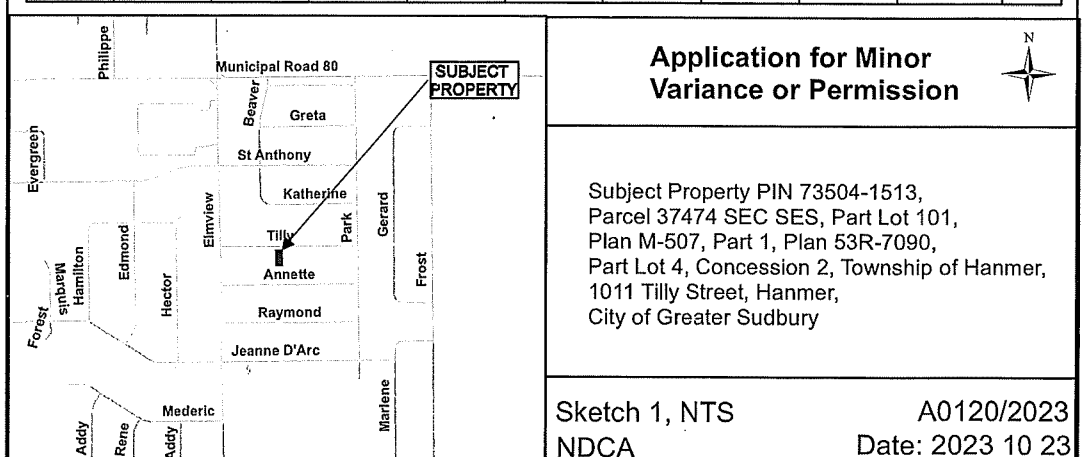 Philippe
Municipal Road 80
SUBJECT
PROPERTY
Beaver
Greta
Evergreen
St Anthony
Katherine
Elmview
Park
Gerard
Tilly
Edmond
Hamilton
Marquis
Annette
Frost
Hector
Raymond
Forest
Jeanne D'Arc
Marlene
Mederic
Addy
Rene
Addy
Application for Minor
Variance or Permission
N
Subject Property PIN 73504-1513,
Parcel 37474 SEC SES, Part Lot 101,
Plan M-507, Part 1, Plan 53R-7090,
Part Lot 4, Concession 2, Township of Hanmer,
1011 Tilly Street, Hanmer,
City of Greater Sudbury
Sketch 1, NTS A0120/2023
NDCA Date: 2023 10 23